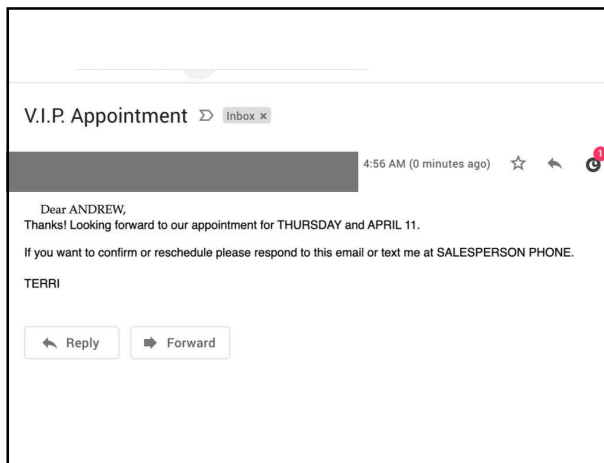 V.I.P. Appointment Inbox ×
4:56 AM (0 minutes ago)
1
Dear ANDREW,
Thanks! Looking forward to our appointment for THURSDAY and APRIL 11.
If you want to confirm or reschedule please respond to this email or text me at SALESPERSON PHONE.
TERRI
Reply Forward